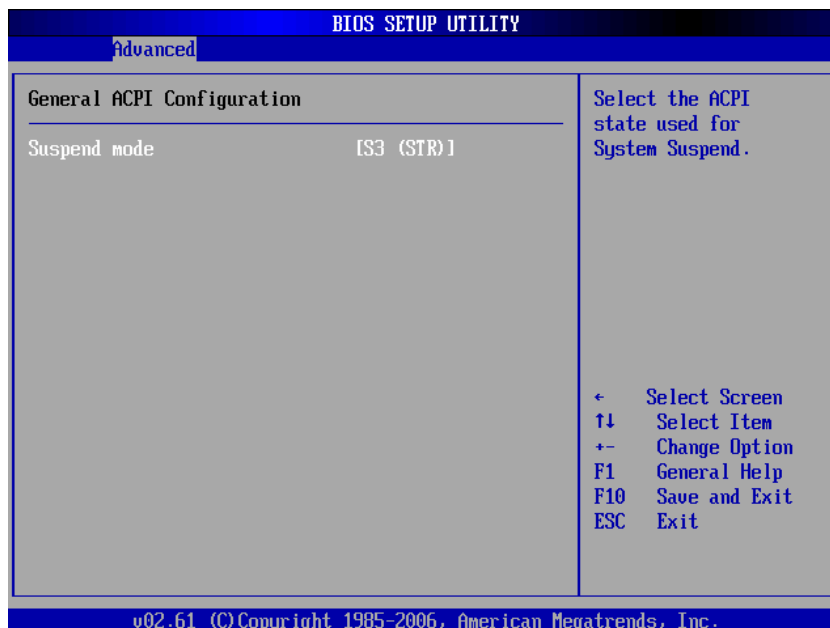 BIOS SETUP UTILITY
Advanced
General ACPI Configuration
Suspend mode [S3 (STR)]
Select the ACPI
state used for
System Suspend.
← Select Screen
↑↓ Select Item
+- Change Option
F1 General Help
F10 Save and Exit
ESC Exit
v02.61 (C)Copyright 1985-2006, American Megatrends, Inc.